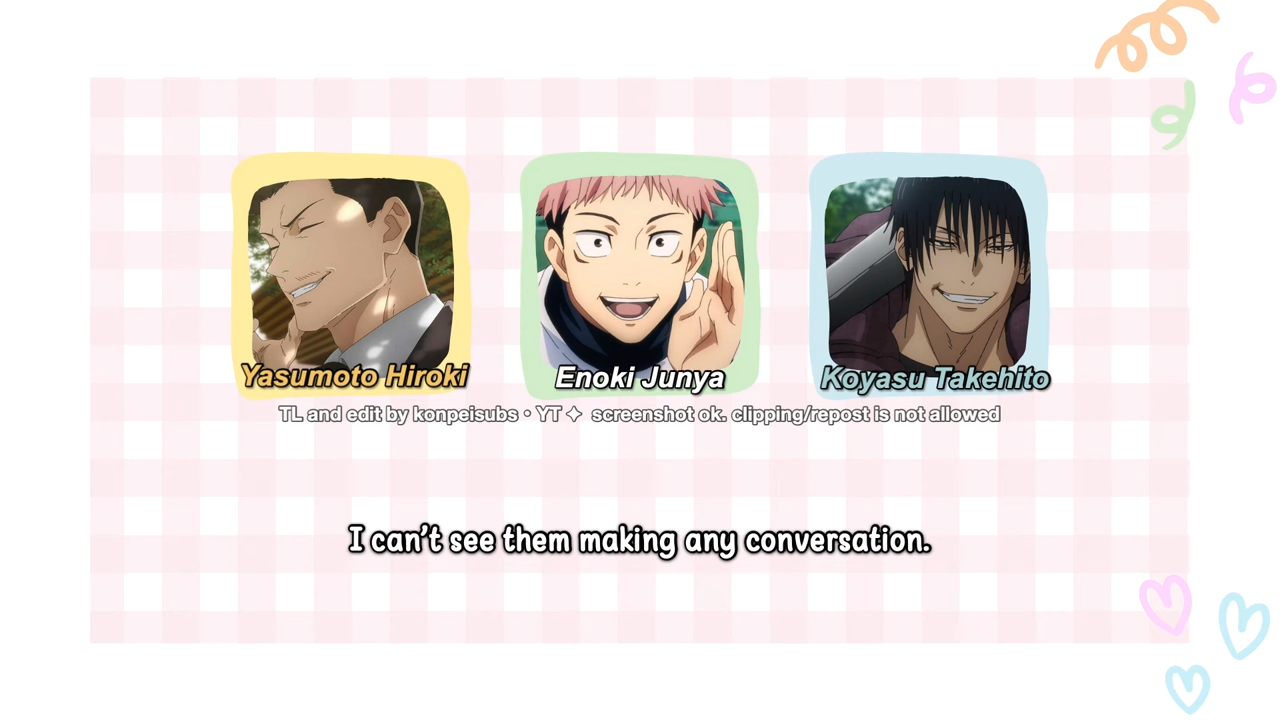 Yasumoto Hiroki
Enoki Junya
Koyasu Takehito
TL and edit by konpeisubs • YT ✦ screenshot ok. clipping/repost is not allowed
I can't see them making any conversation.